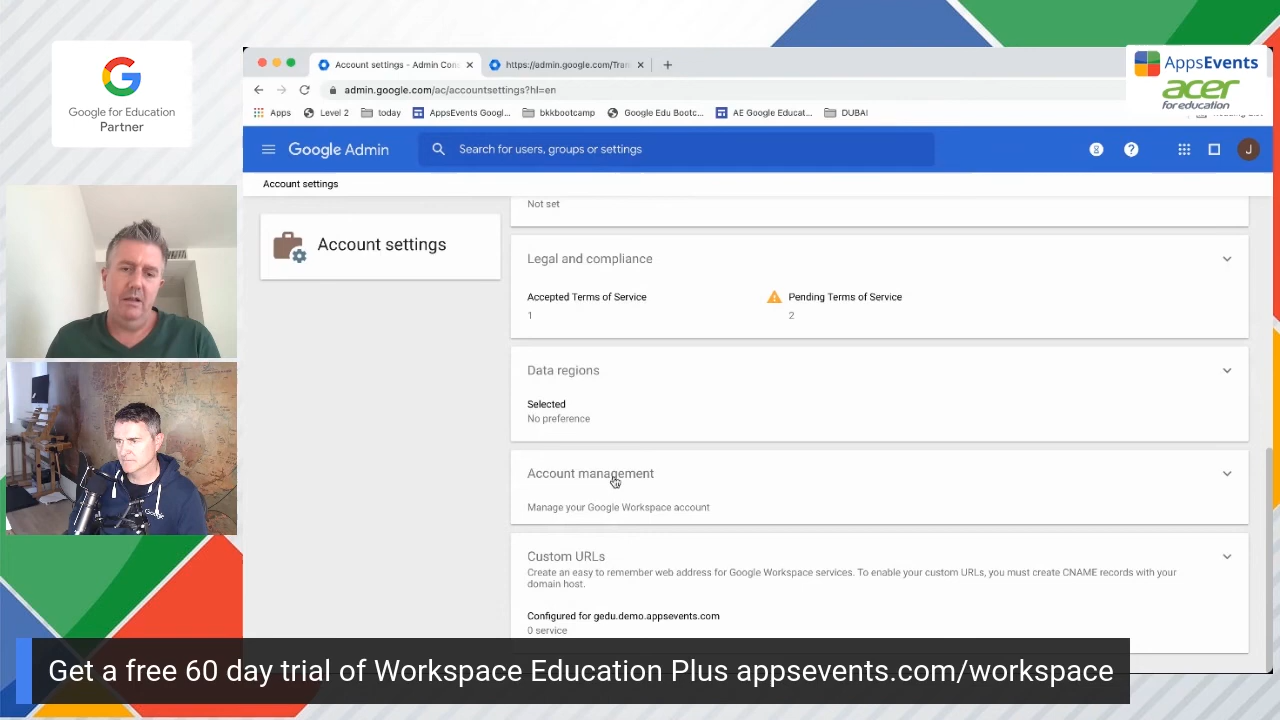 Google for Education
Partner
AppsEvents
acer
for education
Account settings - Admin Con
https://admin.google.com/Tran
admin.google.com/ac/accountsettings?hl=en
Apps
Level 2
today
AppsEvents Googl...
bkkbootcamp
Google Edu Bootc...
AE Google Educat...
DUBAI
Google Admin
Search for users, groups or settings
J
Account settings
Account settings
Not set
Legal and compliance
Accepted Terms of Service
1
Pending Terms of Service
2
Data regions
Selected
No preference
Account management
Manage your Google Workspace account
Custom URLs
Create an easy to remember web address for Google Workspace services. To enable your custom URLs, you must create CNAME records with your
domain host.
Configured for gedu.demo.appsevents.com
0 service
Get a free 60 day trial of Workspace Education Plus appsevents.com/workspace